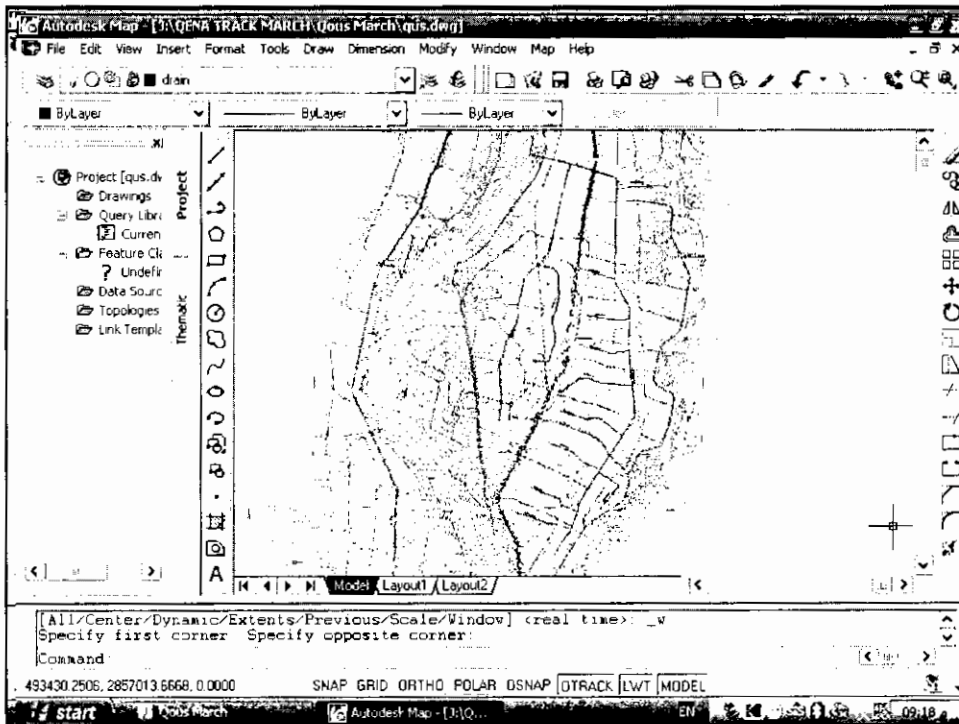 Autodesk Map - [J:\QENA TRACK MARCH\Qous March\qus.dwg]
File Edit View Insert Format Tools Draw Dimension Modify Window Map Help
drain
ByLayer ByLayer ByLayer
Project [qus.dw
Drawings
Query Libra
Curren
Feature Cla
? Undefin
Data Sourc
Topologies
Link Templa
Project
Thematic
A
Model Layout1 Layout2
[All/Center/Dynamic/Extents/Previous/Scale/Window] <real time>: _w
Specify first corner Specify opposite corner:
Command
493430.2506, 2857013.6668, 0.0000 SNAP GRID ORTHO POLAR OSNAP OTRACK LWT MODEL
start Qous March Autodesk Map - [J:\Q... EN 09:18